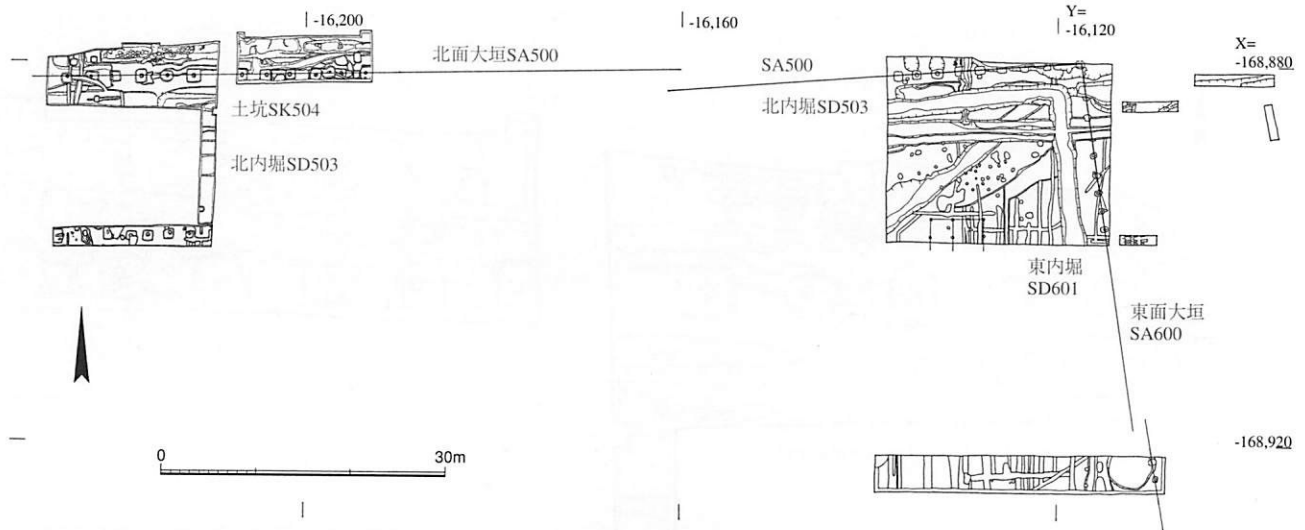 -16,200
-16,160
Y=
-16,120
X=
-168,880
北面大垣SA500
SA500
土坑SK504
北内堀SD503
北内堀SD503
東内堀
SD601
東面大垣
SA600
-168,920
0
30m